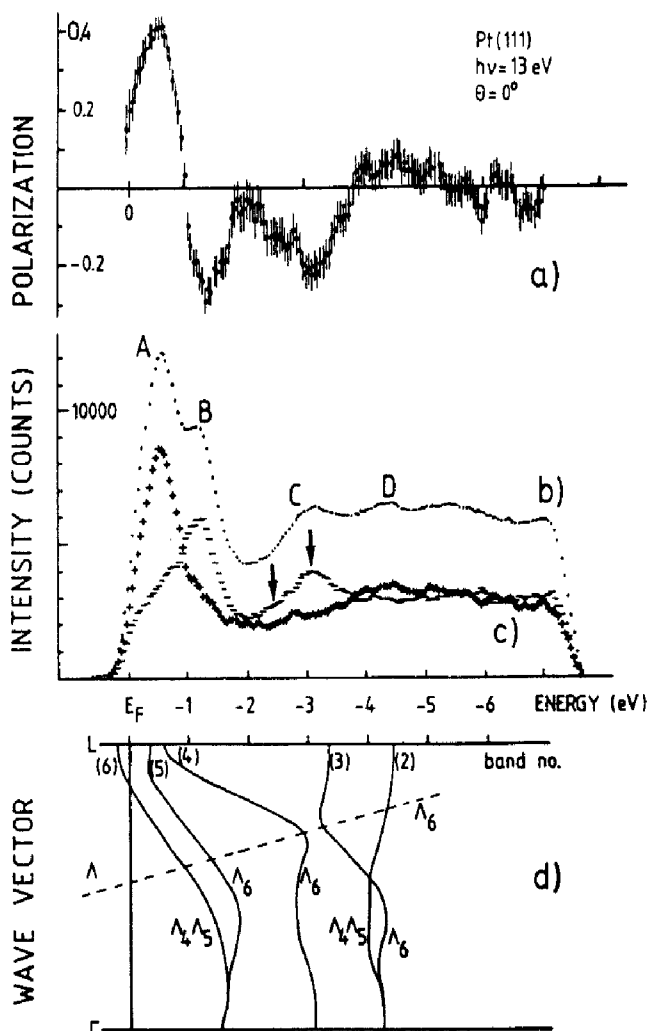 POLARIZATION
0.4
0.2
0
-0.2
Pt(111)
hν=13 eV
Θ=0°
a)
INTENSITY (COUNTS)
10000
A
B
C
D
b)
c)
E_F -1 -2 -3 -4 -5 -6 ENERGY (eV)
WAVE VECTOR
L
(6) (5) (4) (3) (2) band no.
Λ
Λ6
Λ6 Λ6 d)
Λ4Λ5 Λ4Λ5 Λ6
Γ